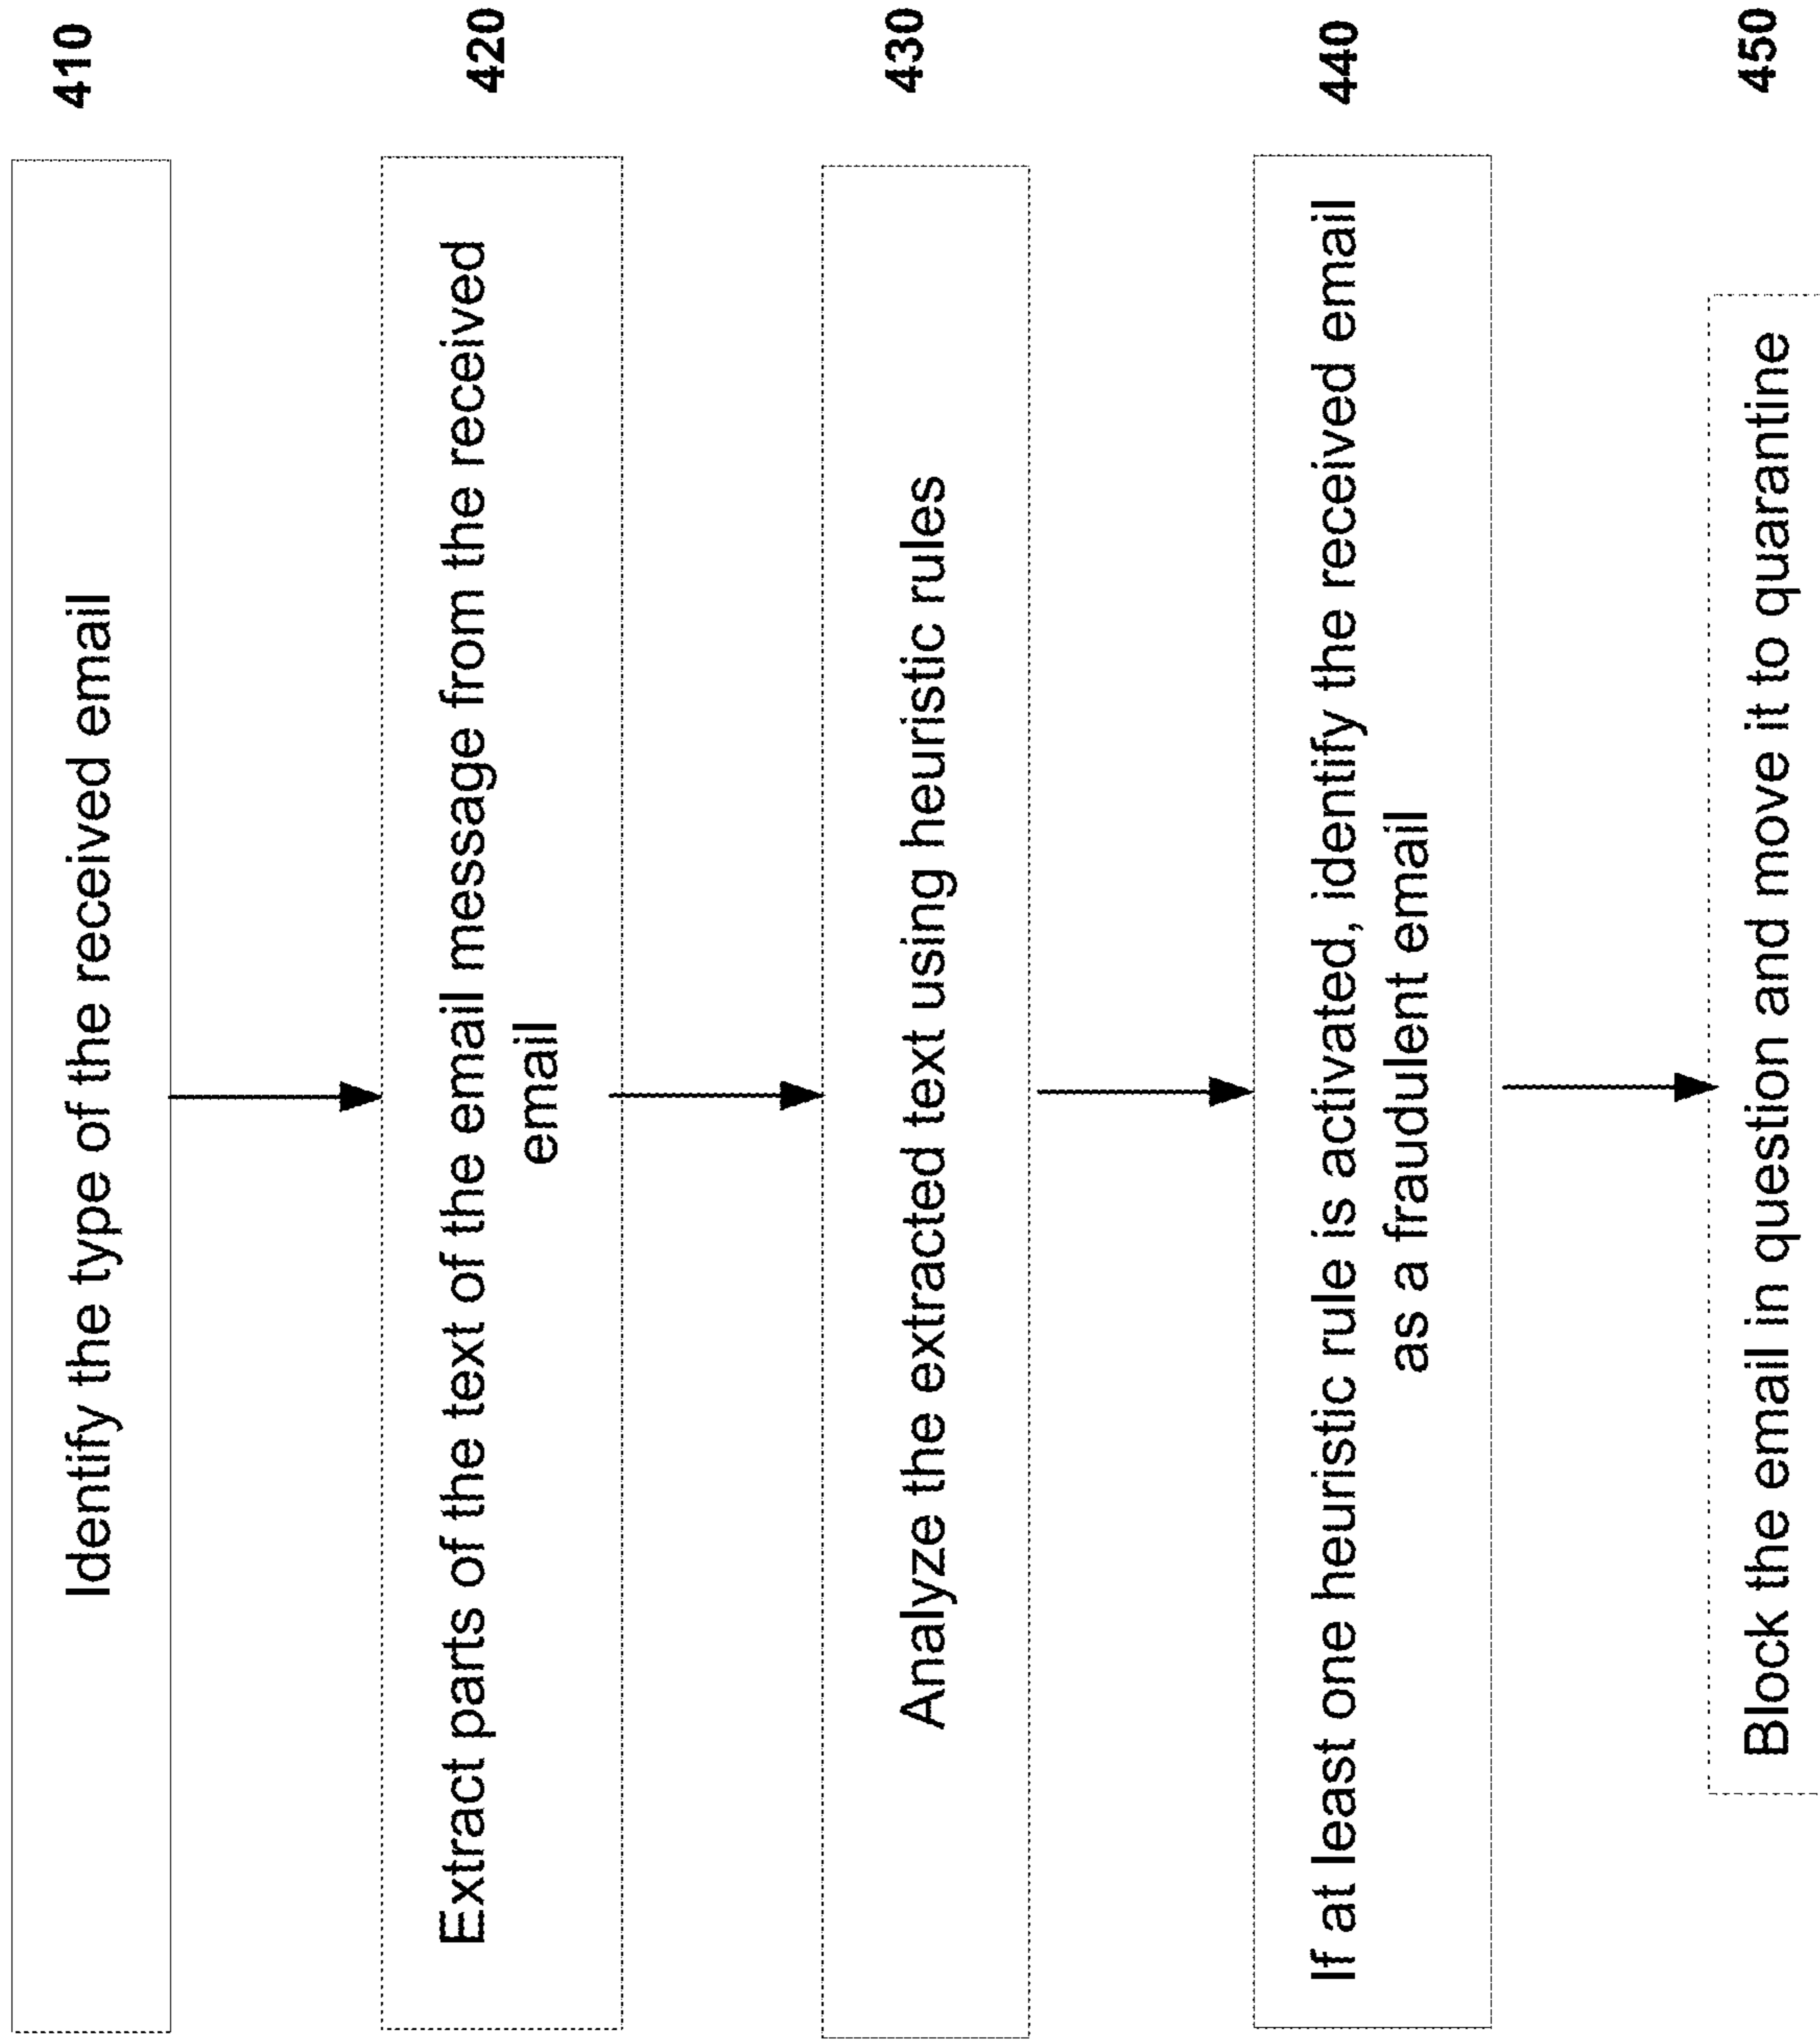 Identify the type of the received email
410
Extract parts of the text of the email message from the received
email
420
Analyze the extracted text using heuristic rules
430
If at least one heuristic rule is activated, identify the received email
as a fraudulent email
440
Block the email in question and move it to quarantine
450